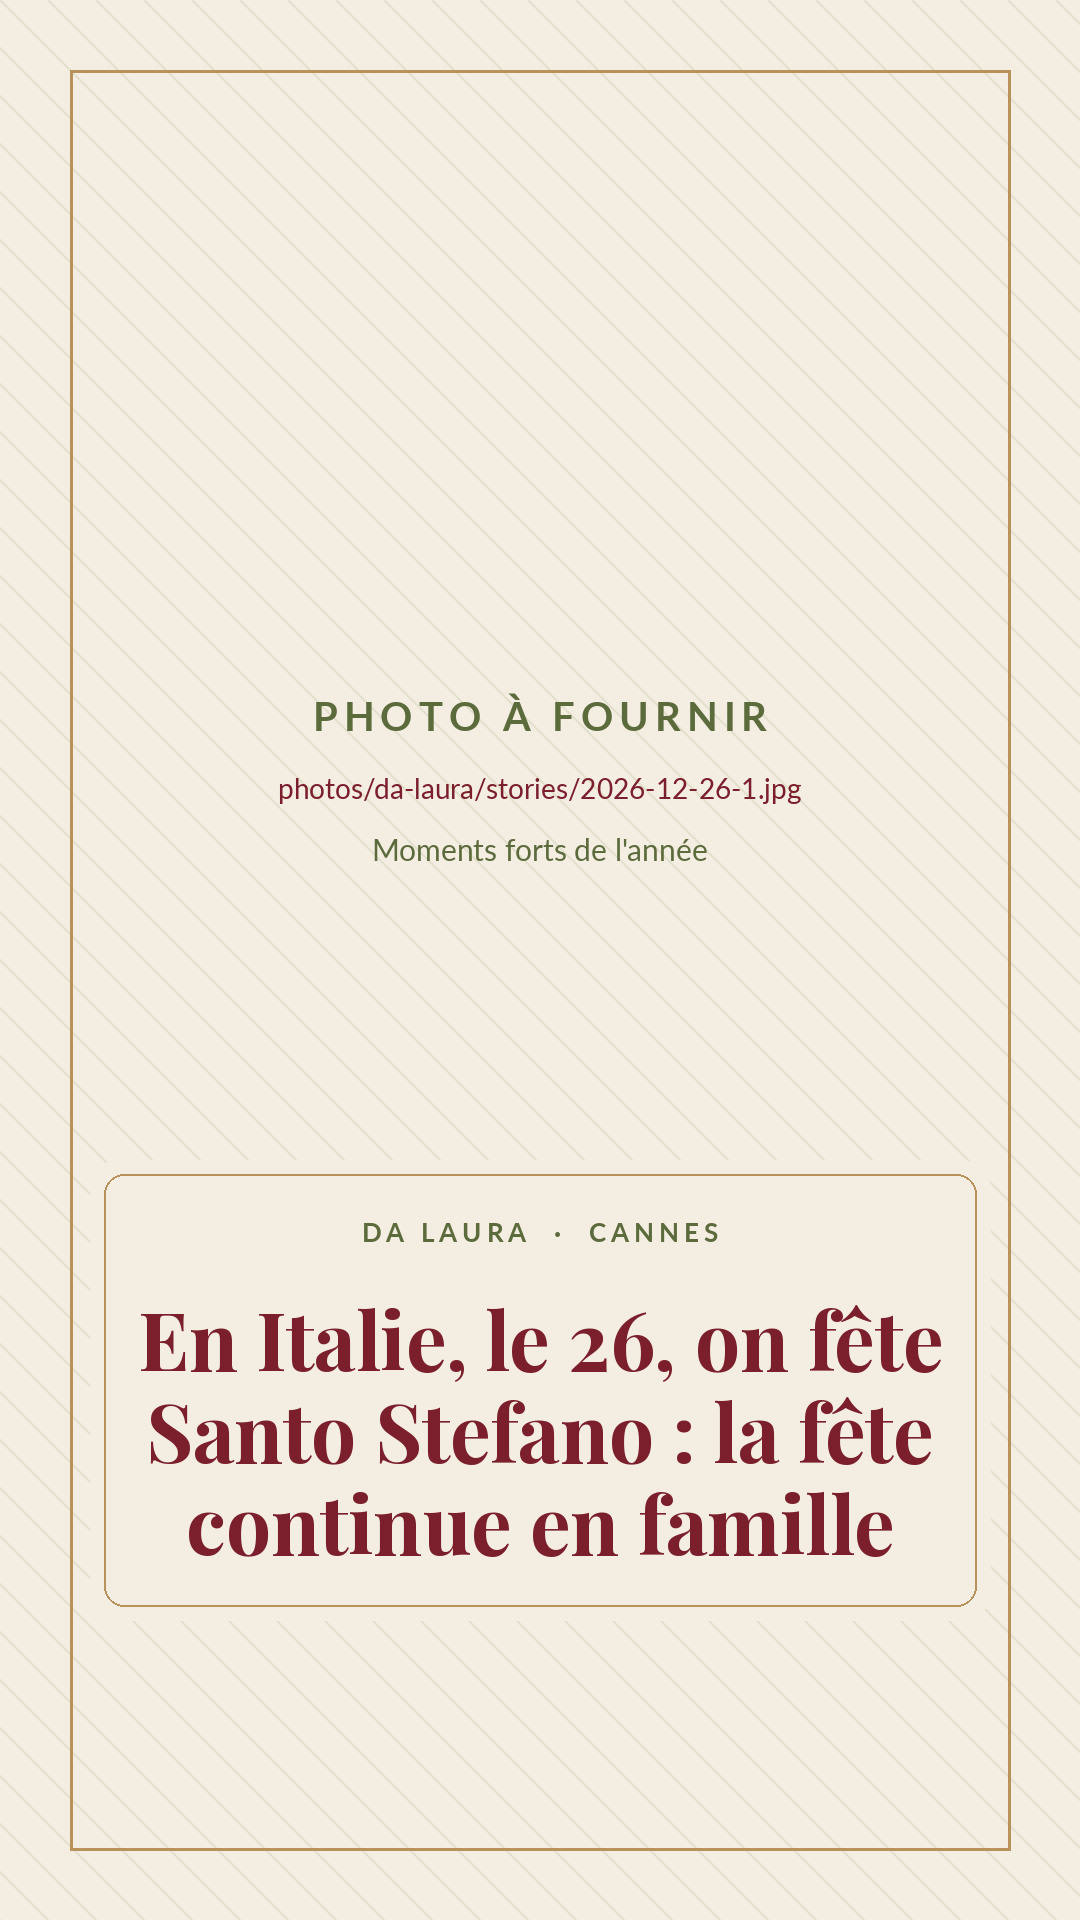 PHOTO À FOURNIR
photos/da-laura/stories/2026-12-26-1.jpg
Moments forts de l'année
DA LAURA · CANNES
En Italie, le 26, on fête
Santo Stefano : la fête
continue en famille